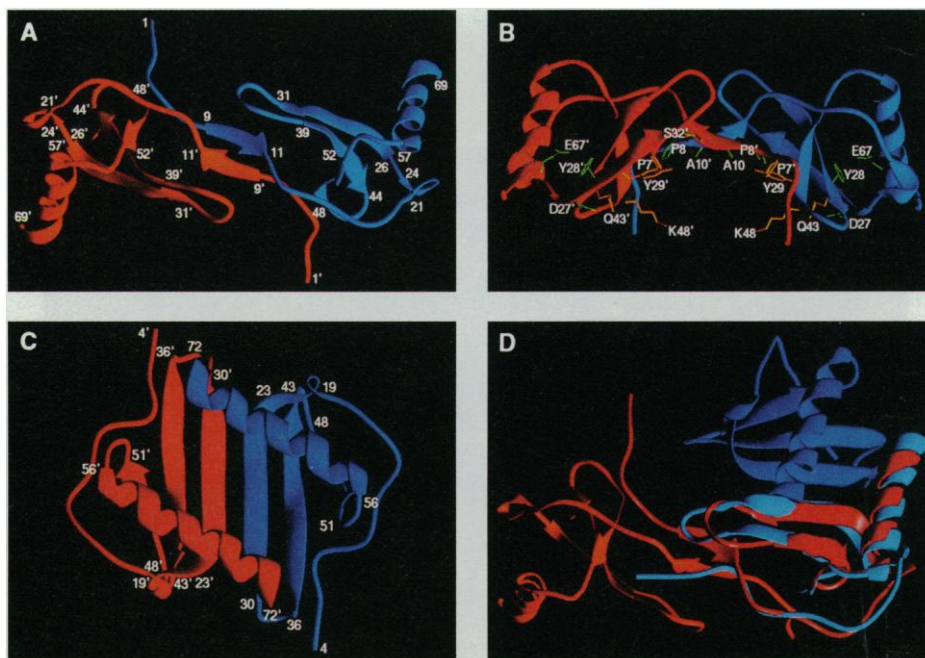 A
1
48'
21'
44'
31
69
24'
26'
57'
9
39
11'
11
52
57
52'
26
24
39'
9'
44
21
31'
48
69'
1'
B
S32'
E67'
P8
P8'
E67
Y28'
P7
A10'
A10
P7'
Y28
Y29'
Y29
D27'
Q43'
Q43
D27
K48'
K48
C
4'
36'
72
30'
23
43
19
48
51'
56'
56
51
48'
19'
43'
23'
30
72'
36
4
D